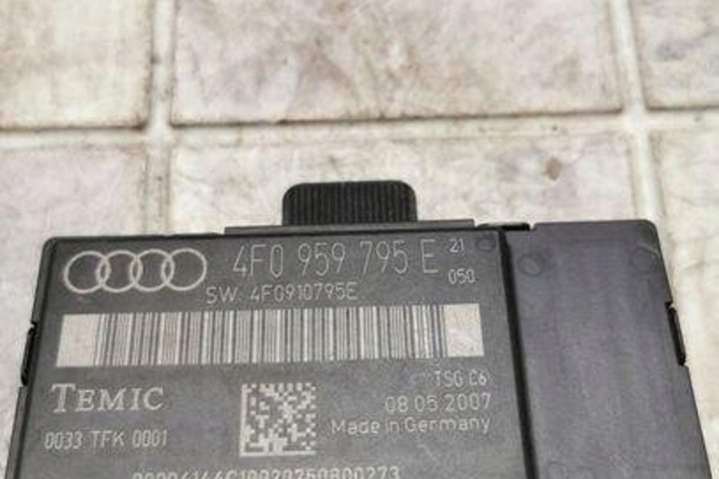 4F0 959 795 E 21
050
SW: 4F0910795E
TSG C6
TEMIC
08.05.2007
0033 TFK 0001
Made in Germany